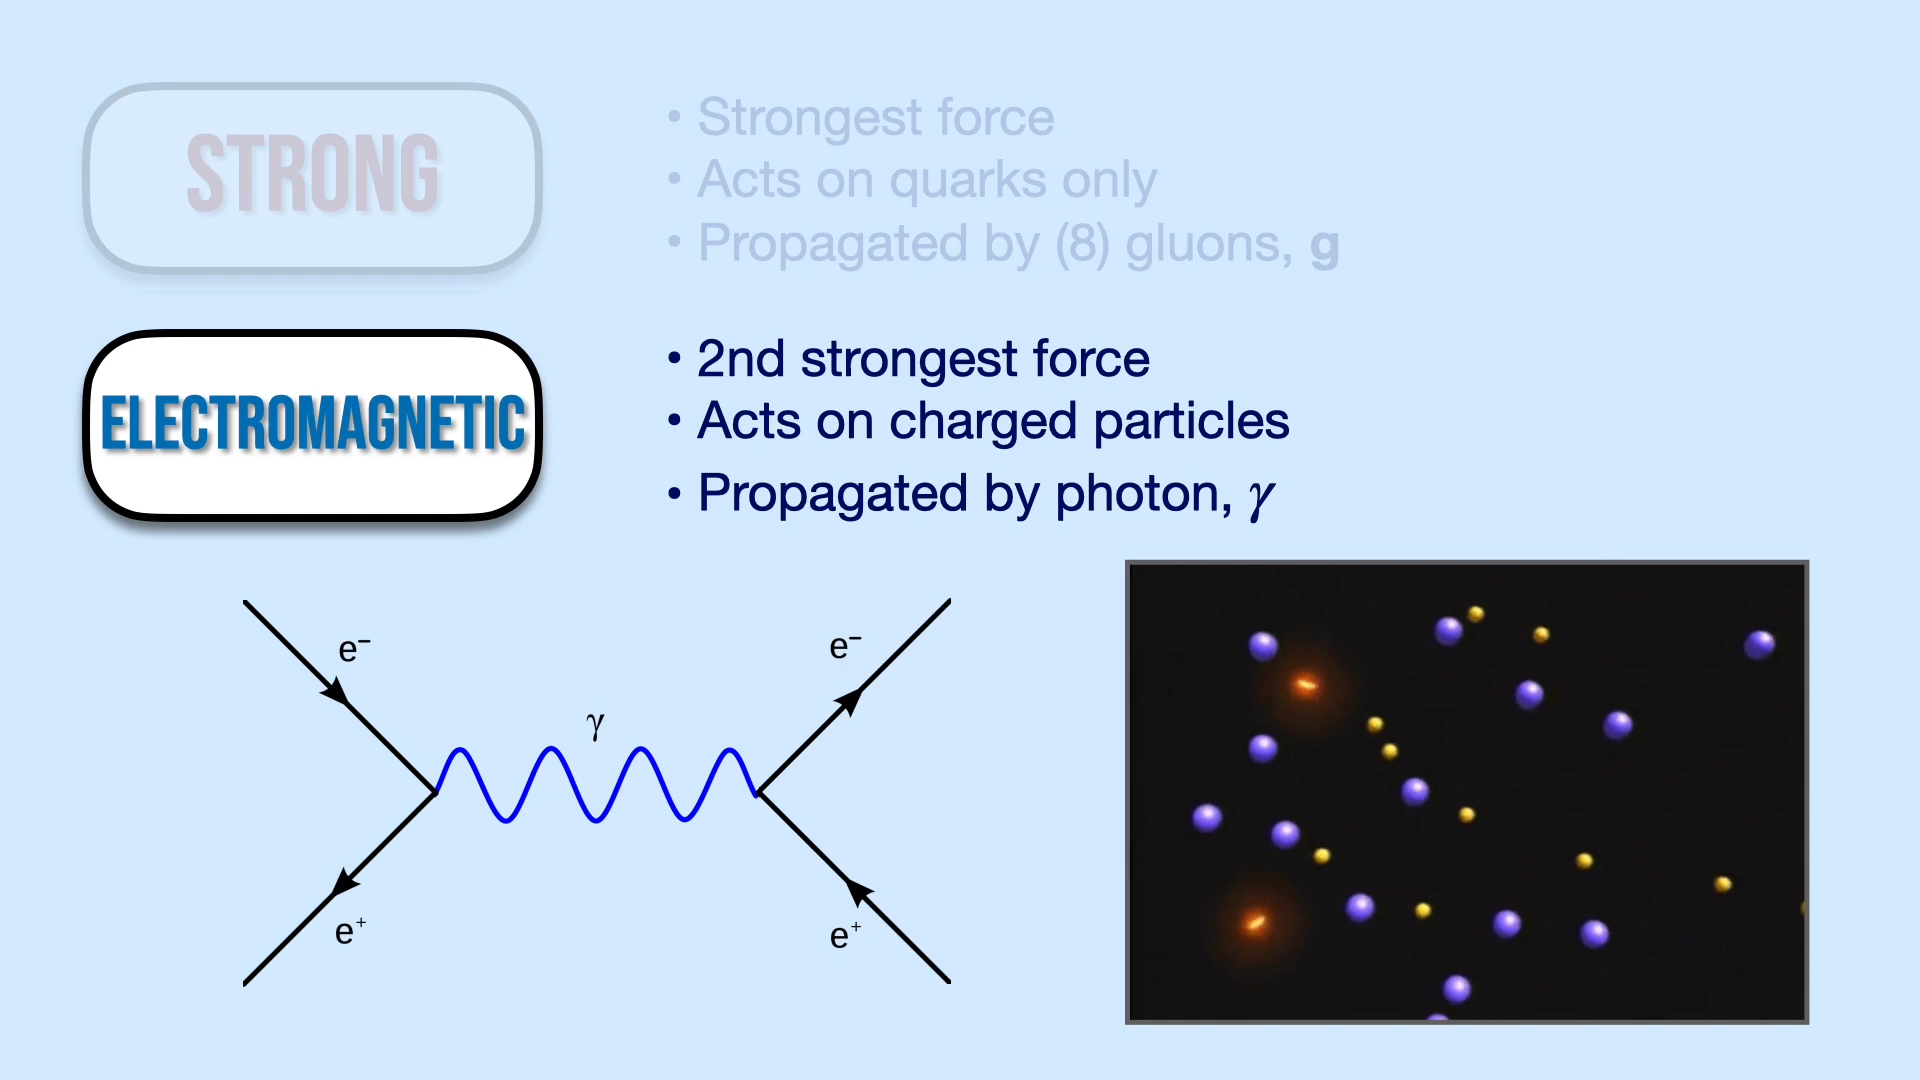 STRONG
• Strongest force
• Acts on quarks only
• Propagated by (8) gluons, g
ELECTROMAGNETIC
• 2nd strongest force
• Acts on charged particles
• Propagated by photon, γ
e⁻
e⁻
γ
e⁺
e⁺